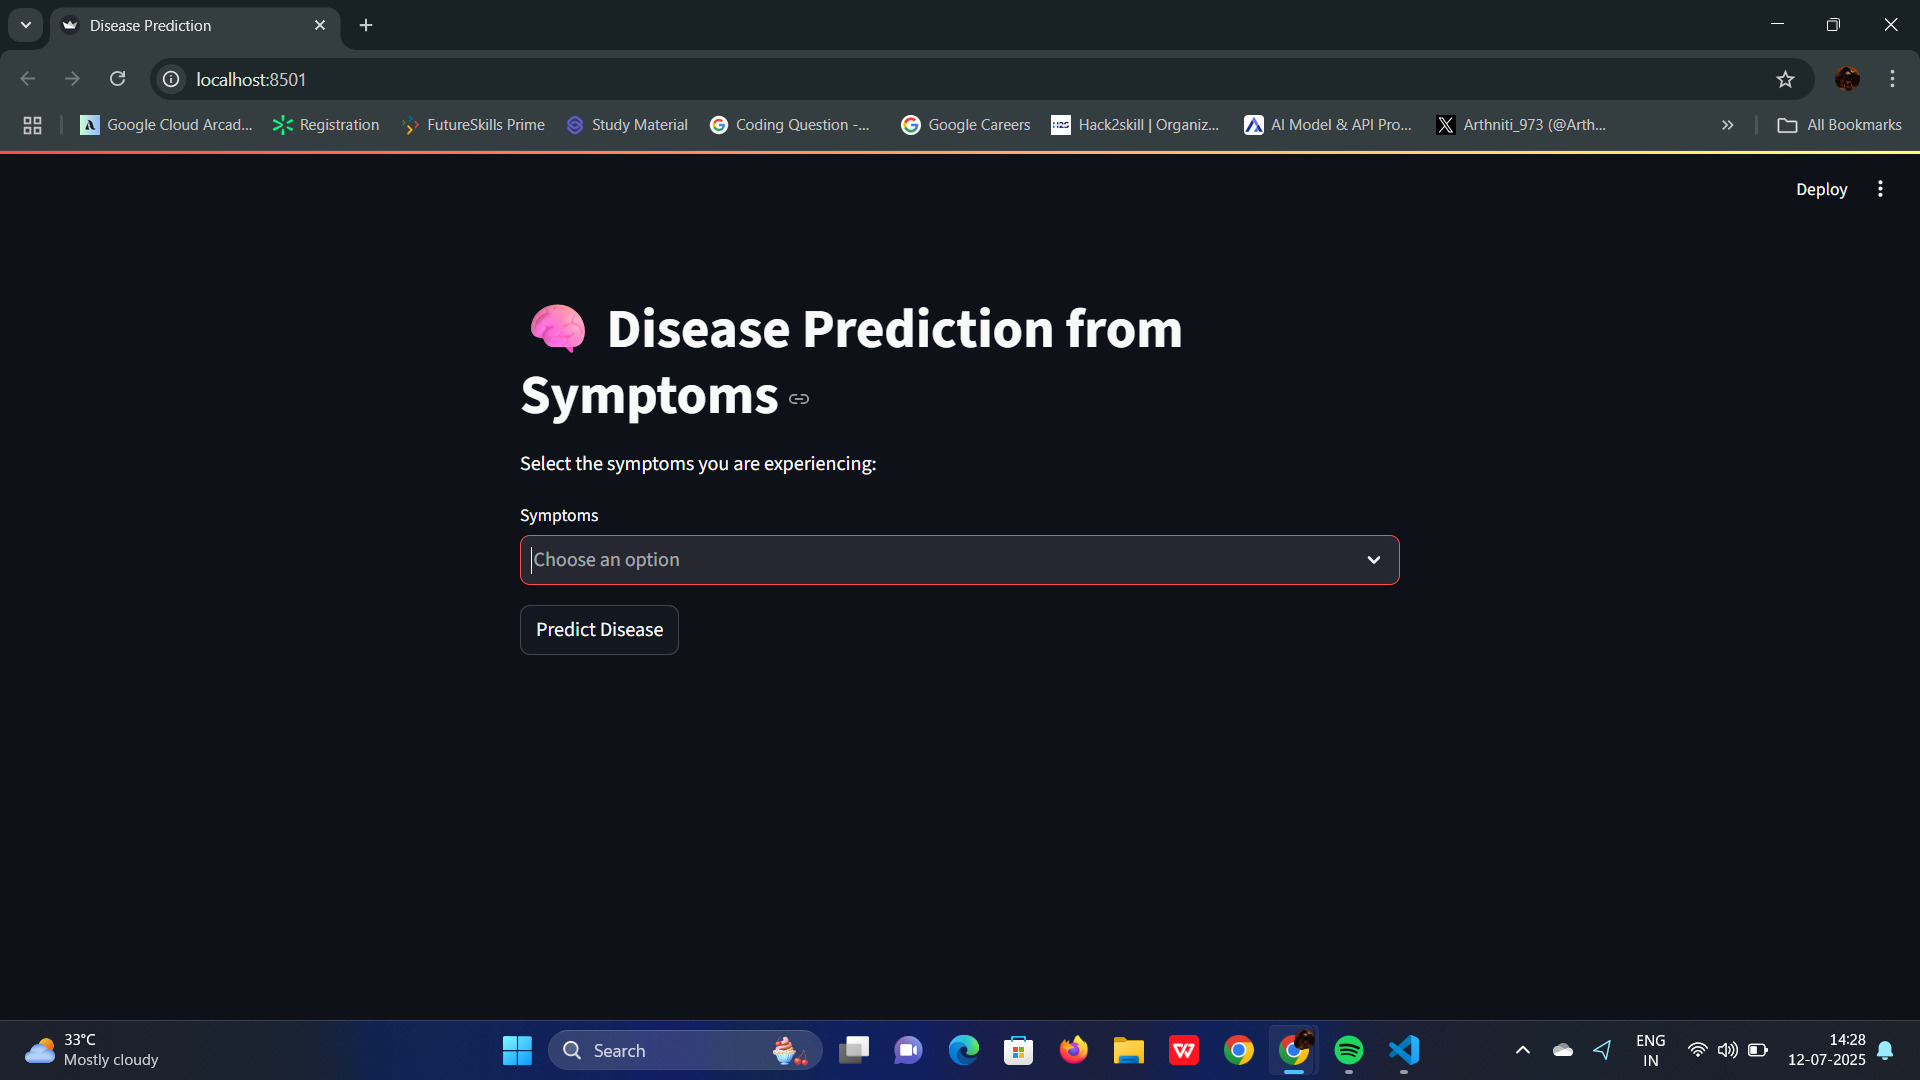 Disease Prediction
localhost:8501
Google Cloud Arcad...
Registration
FutureSkills Prime
Study Material
Coding Question -...
Google Careers
H2S
Hack2skill | Organiz...
AI Model & API Pro...
Arthniti_973 (@Arth...
All Bookmarks
Deploy
Disease Prediction from
Symptoms
Select the symptoms you are experiencing:
Symptoms
Choose an option
Predict Disease
33°C
Mostly cloudy
Search
ENG
IN
14:28
12-07-2025